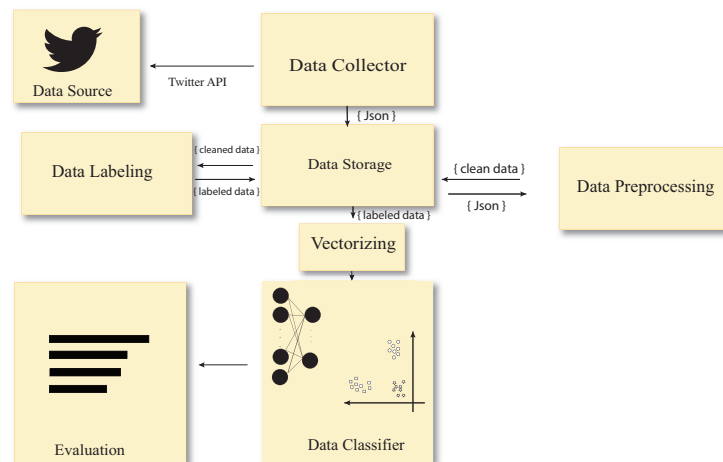 Data Collector
Data Source
Twitter API
{ Json }
{ cleaned data }
Data Labeling
{ labeled data }
Data Storage
{ clean data }
{ Json }
Data Preprocessing
{ labeled data }
Vectorizing
Evaluation
Data Classifier